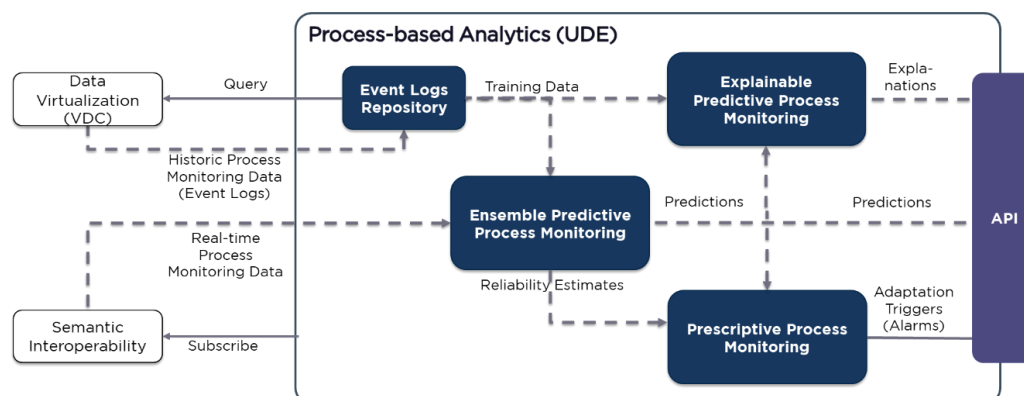 Process-based Analytics (UDE)
Data
Virtualization
(VDC)
Query
Event Logs
Repository
Training Data
Explainable
Predictive Process
Monitoring
Expla-
nations
Historic Process
Monitoring Data
(Event Logs)
Ensemble Predictive
Process Monitoring
Predictions
Predictions
API
Real-time
Process
Monitoring Data
Reliability Estimates
Semantic
Interoperability
Subscribe
Prescriptive Process
Monitoring
Adaptation
Triggers
(Alarms)